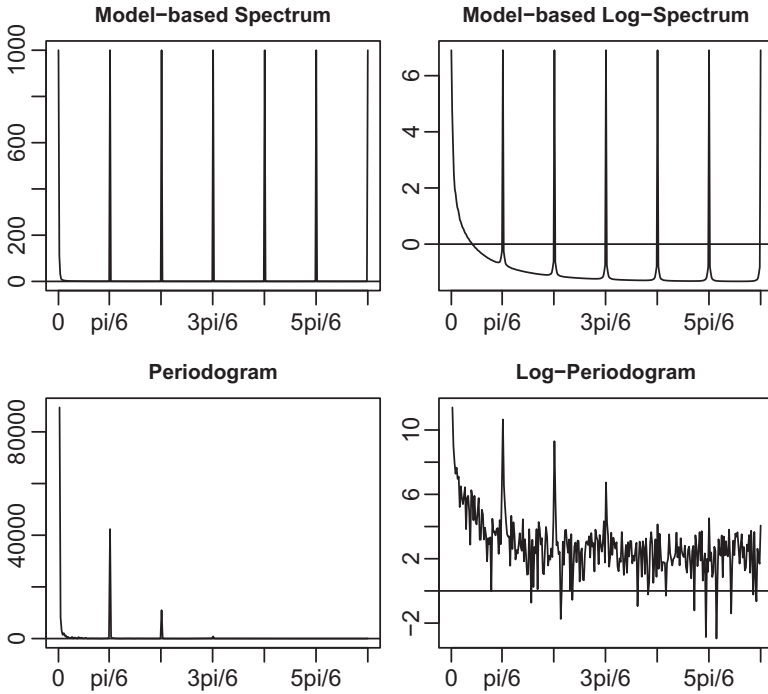 Model−based Spectrum
1000
600
200
0
0 pi/6 3pi/6 5pi/6
Model−based Log−Spectrum
6
4
2
0
0 pi/6 3pi/6 5pi/6
Periodogram
80000
40000
0
0 pi/6 3pi/6 5pi/6
Log−Periodogram
10
6
2
−2
0 pi/6 3pi/6 5pi/6